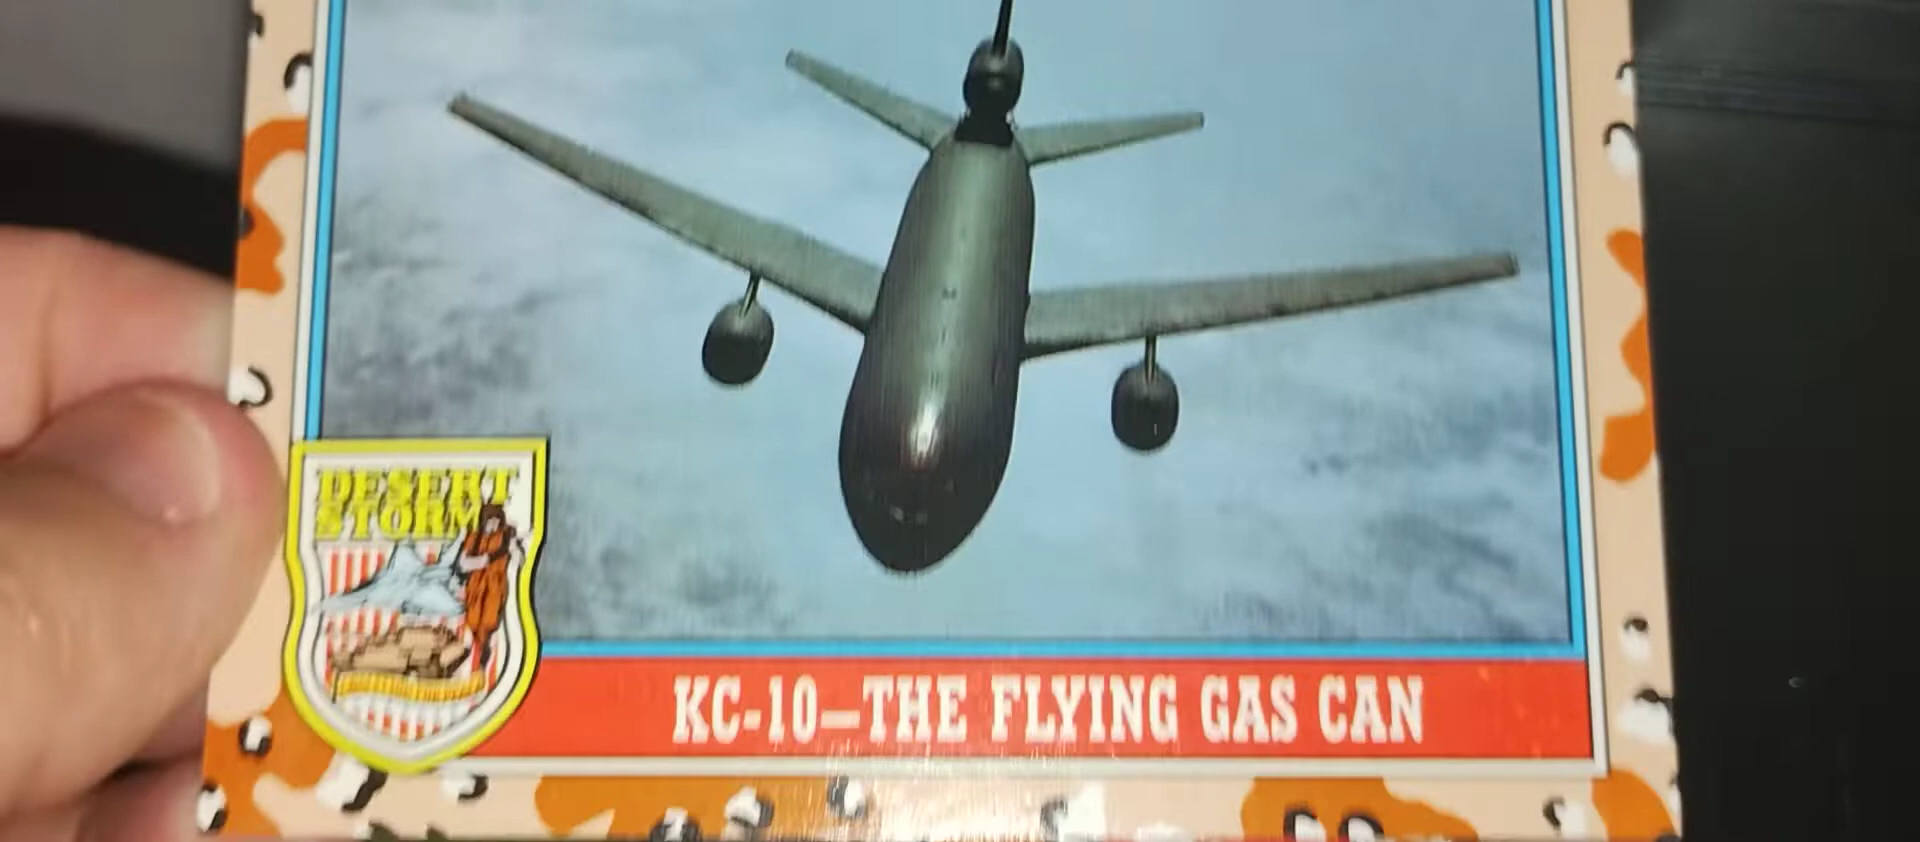 DESERT
STORM
KC-10—THE FLYING GAS CAN